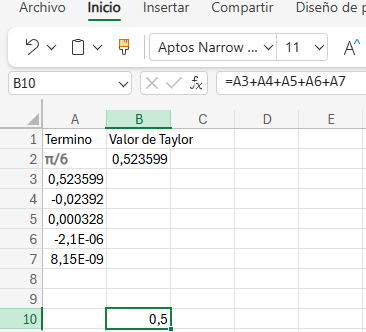 Archivo Inicio Insertar Compartir Diseño de p
Aptos Narrow ... 11 A^
B10 fx =A3+A4+A5+A6+A7
A B C D E
1 Termino Valor de Taylor
2 π/6 0,523599
3 0,523599
4 -0,02392
5 0,000328
6 -2,1E-06
7 8,15E-09
8
9
10 0,5